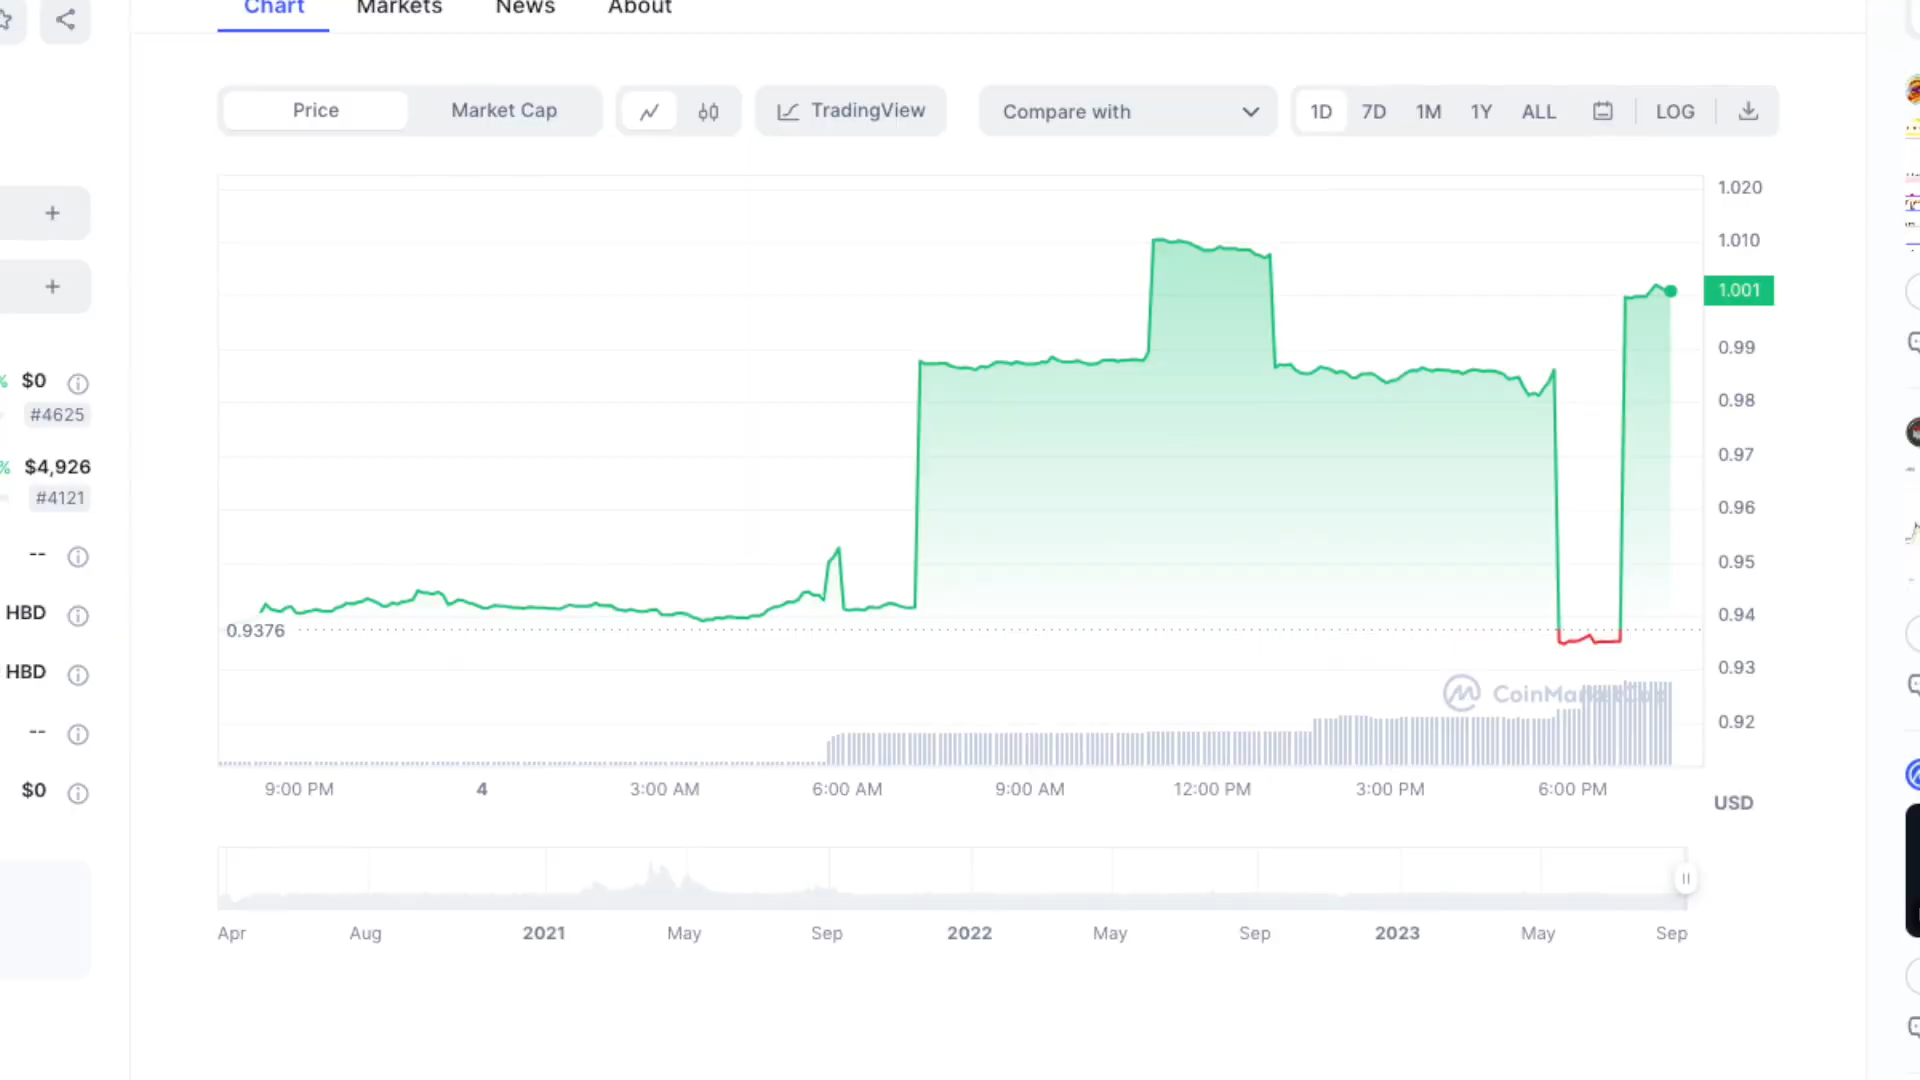 Chart Markets News About
Price Market Cap TradingView Compare with 1D 7D 1M 1Y ALL LOG
1.020
1.010
1.001
0.99
0.98
0.97
0.96
0.95
0.94
0.9376
0.93
0.92
CoinMarketCap
9:00 PM 4 3:00 AM 6:00 AM 9:00 AM 12:00 PM 3:00 PM 6:00 PM
USD
Apr Aug 2021 May Sep 2022 May Sep 2023 May Sep
+
+
% $0
#4625
% $4,926
#4121
--
HBD
HBD
--
$0